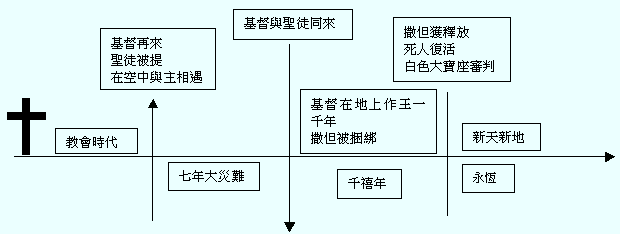 基督再來
聖徒被提
在空中與主相遇
基督與聖徒同來
撒但獲釋放
死人復活
白色大寶座審判
基督在地上作王一
千年
撒但被捆綁
教會時代
新天新地
七年大災難
千禧年
永恆